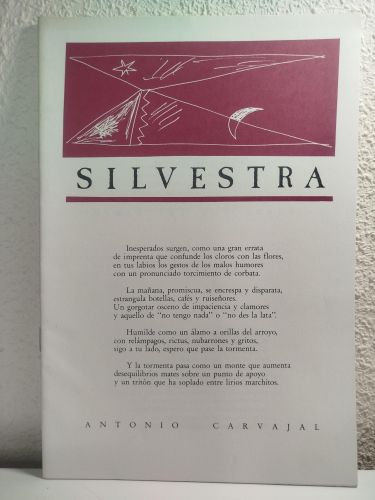 SILVESTRA
Inesperados surgen, como una gran errata
de imprenta que confunde los cloros con las flores,
en tus labios los gestos de los malos humores
con un pronunciado torcimiento de corbata.
La mañana, promiscua, se encrespa y disparata,
estrangula botellas, cafés y ruiseñores.
Un gorgotar osceno de impaciencia y clamores
y aquello de "no tengo nada" o "no des la lata".
Humilde como un álamo a orillas del arroyo,
con relámpagos, rictus, nubarrones y gritos,
sigo a tu lado, espero que pase la tormenta.
Y la tormenta pasa como un monte que aumenta
desequilibrios mates sobre un punto de apoyo
y un tritón que ha soplado entre lirios marchitos.
ANTONIO CARVAJAL